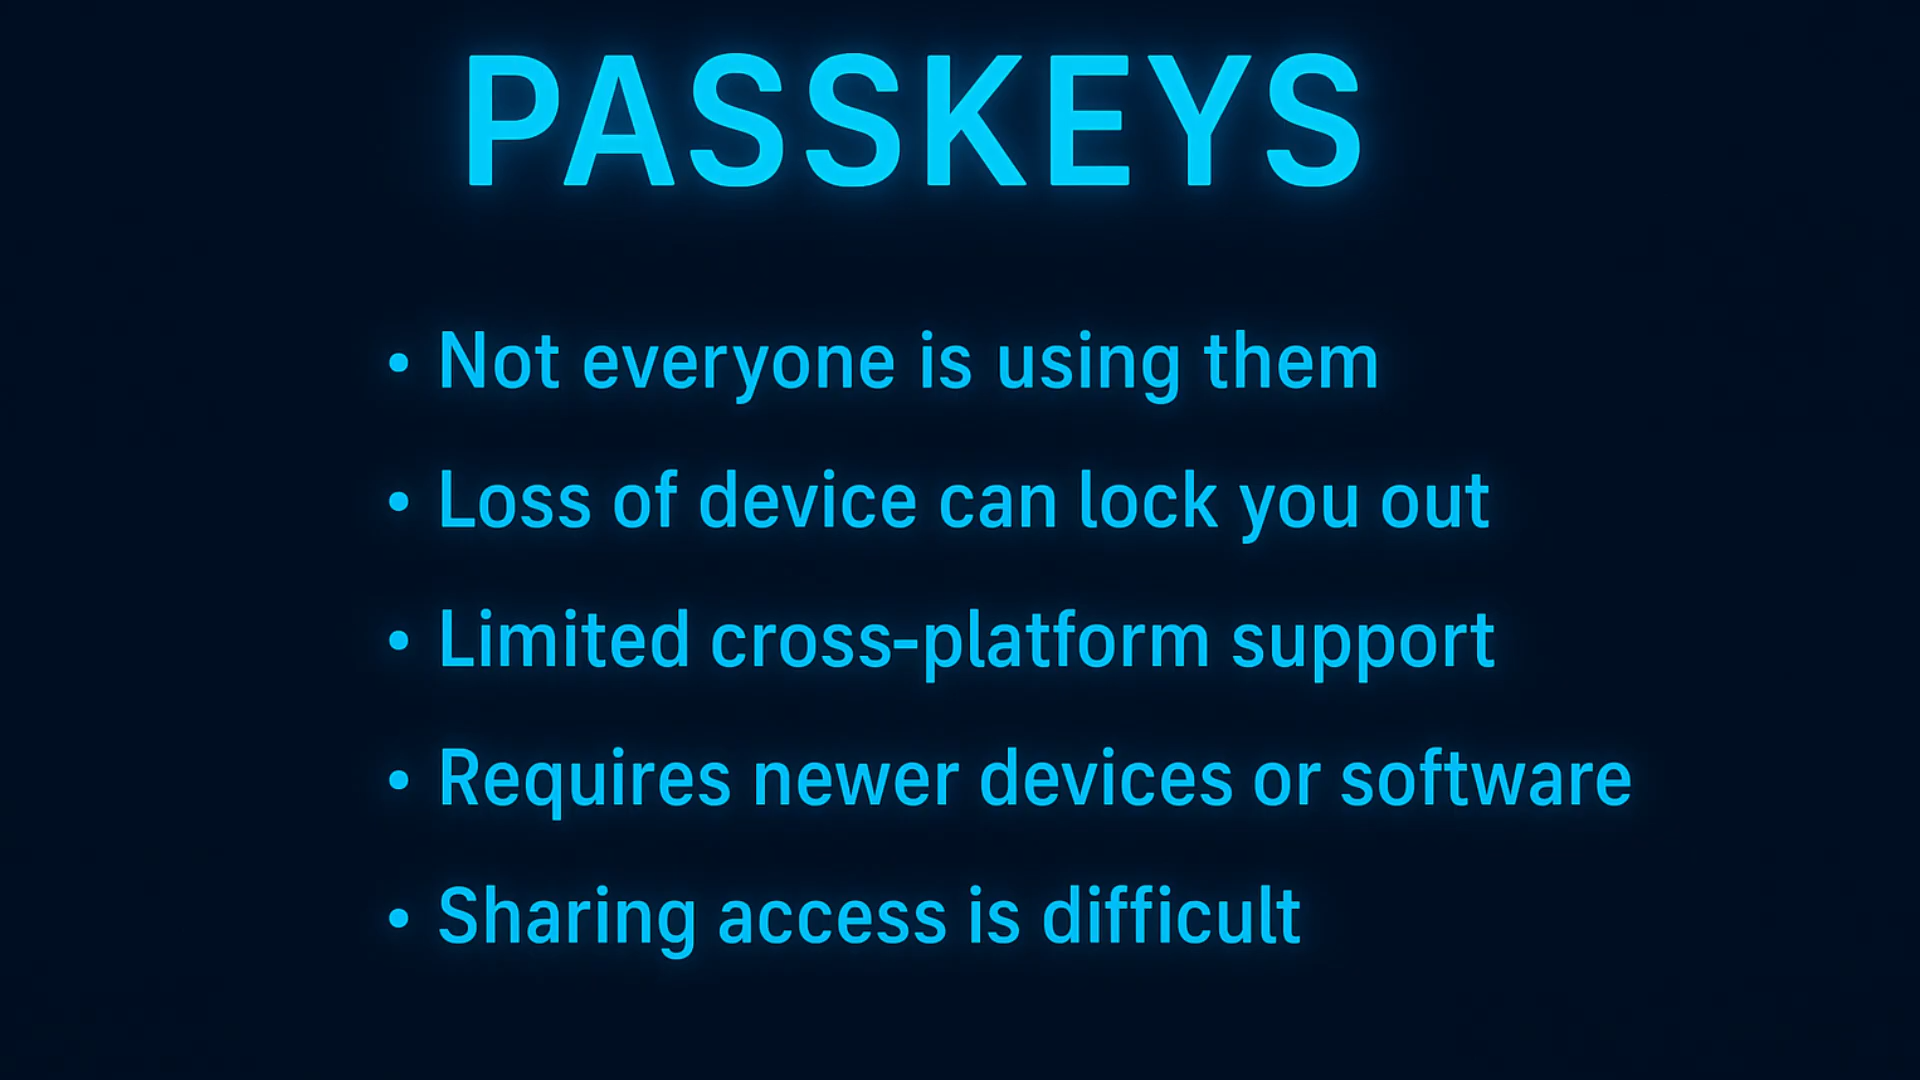 PASSKEYS
• Not everyone is using them
• Loss of device can lock you out
• Limited cross-platform support
• Requires newer devices or software
• Sharing access is difficult